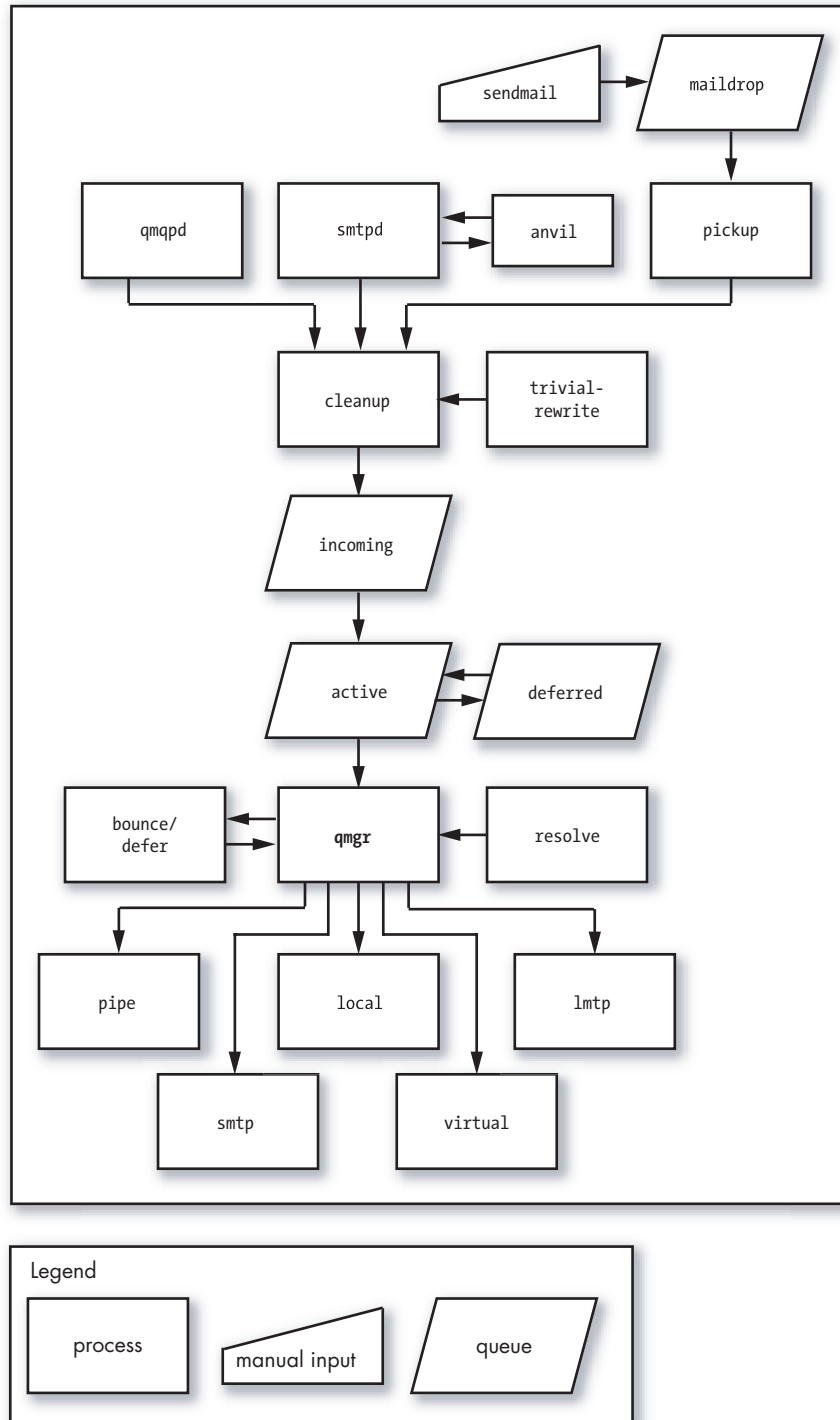 sendmail
maildrop
qmqpd
smtpd
anvil
pickup
cleanup
trivial-
rewrite
incoming
active
deferred
bounce/
defer
qmgr
resolve
pipe
local
lmtp
smtp
virtual
Legend
process
manual input
queue